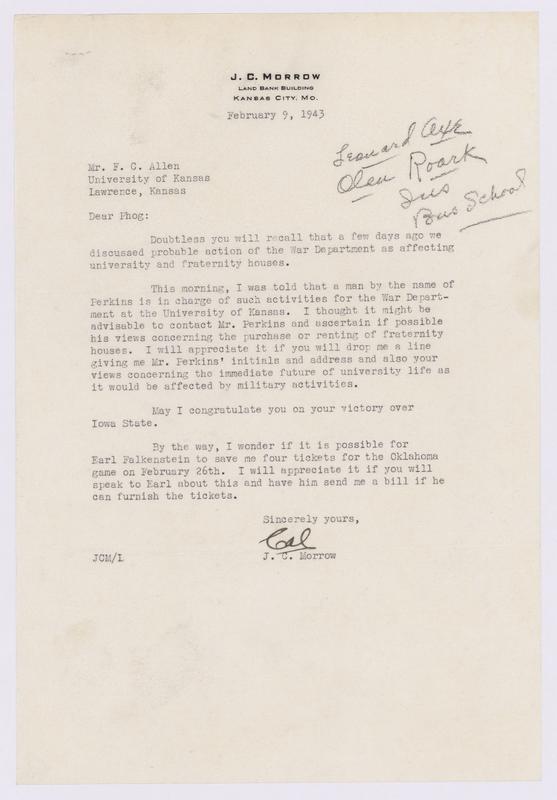 J. C. MORROW
LAND BANK BUILDING
KANSAS CITY, MO.
February 9, 1943
Leonard Axe
Olen Roark
Ins
Bus School
Mr. F. C. Allen
University of Kansas
Lawrence, Kansas
Dear Phog:
Doubtless you will recall that a few days ago we
discussed probable action of the War Department as affecting
university and fraternity houses.
This morning, I was told that a man by the name of
Perkins is in charge of such activities for the War Depart-
ment at the University of Kansas. I thought it might be
advisable to contact Mr. Perkins and ascertain if possible
his views concerning the purchase or renting of fraternity
houses. I will appreciate it if you will drop me a line
giving me Mr. Perkins' initials and address and also your
views concerning the immediate future of university life as
it would be affected by military activities.
May I congratulate you on your victory over
Iowa State.
By the way, I wonder if it is possible for
Earl Falkenstein to save me four tickets for the Oklahoma
game on February 26th. I will appreciate it if you will
speak to Earl about this and have him send me a bill if he
can furnish the tickets.
Sincerely yours,
Cal
JCM/L J. C. Morrow